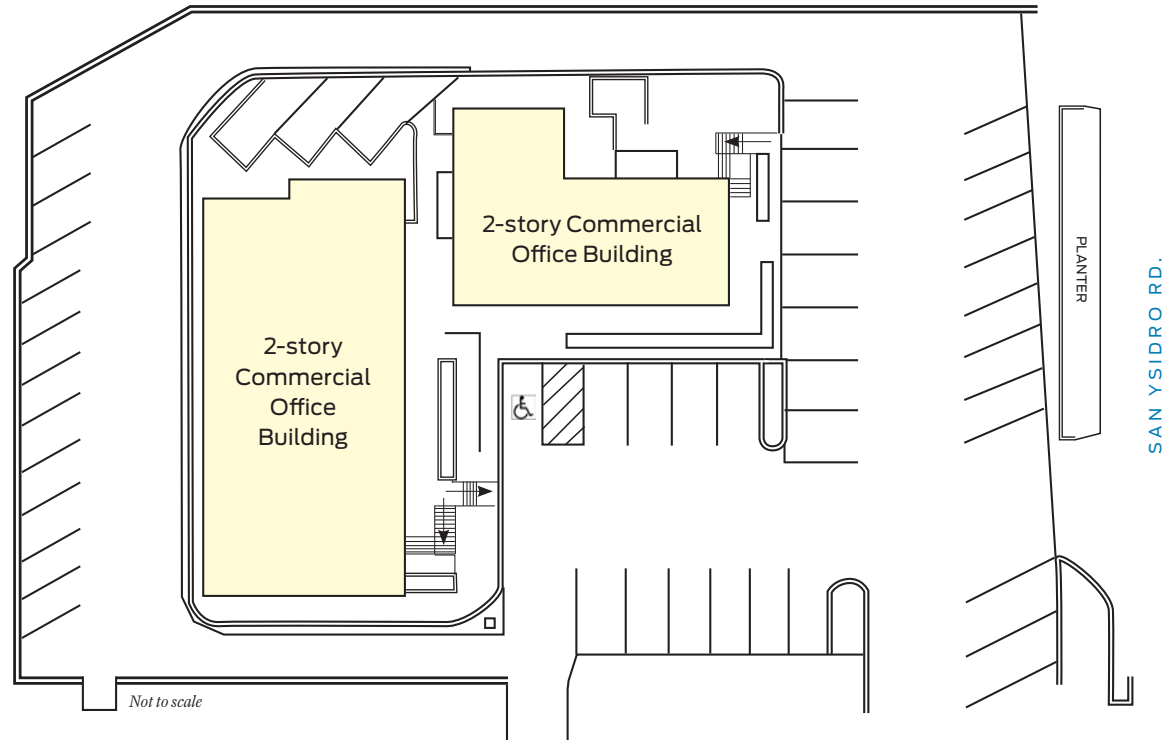 2-story Commercial
Office Building
2-story
Commercial
Office
Building
PLANTER
SAN YSIDRO RD.
Not to scale